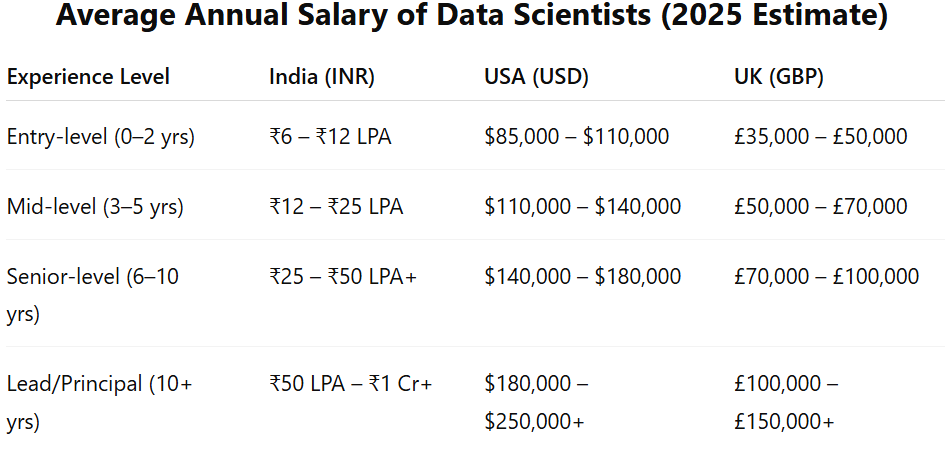 Average Annual Salary of Data Scientists (2025 Estimate)
Experience Level India (INR) USA (USD) UK (GBP)
Entry-level (0–2 yrs) ₹6 – ₹12 LPA $85,000 – $110,000 £35,000 – £50,000
Mid-level (3–5 yrs) ₹12 – ₹25 LPA $110,000 – $140,000 £50,000 – £70,000
Senior-level (6–10 ₹25 – ₹50 LPA+ $140,000 – $180,000 £70,000 – £100,000
yrs)
Lead/Principal (10+ ₹50 LPA – ₹1 Cr+ $180,000 – £100,000 –
yrs) $250,000+ £150,000+